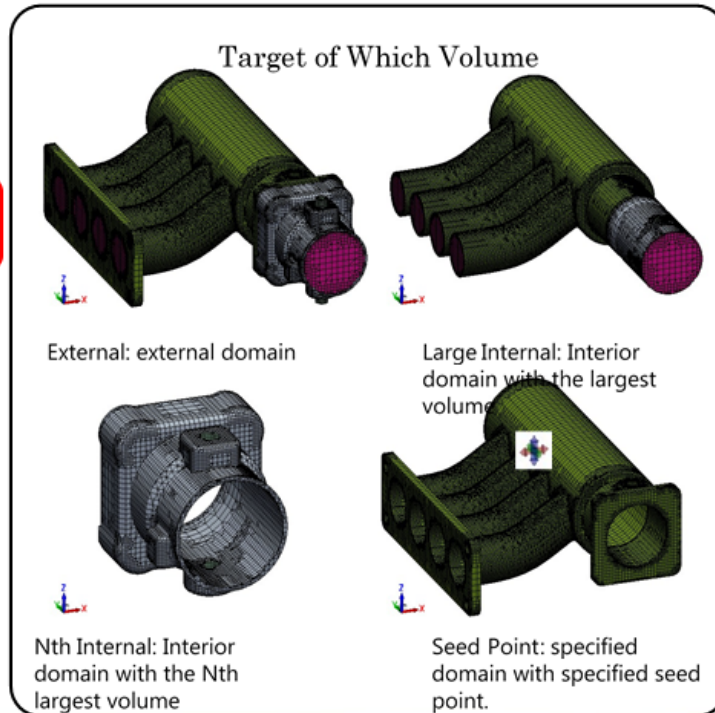 Target of Which Volume
Z
Y
X
Z
Y
X
External: external domain
Large Internal: Interior
domain with the largest
volume
Z
Y
X
Z
Y
X
Nth Internal: Interior
domain with the Nth
largest volume
Seed Point: specified
domain with specified seed
point.